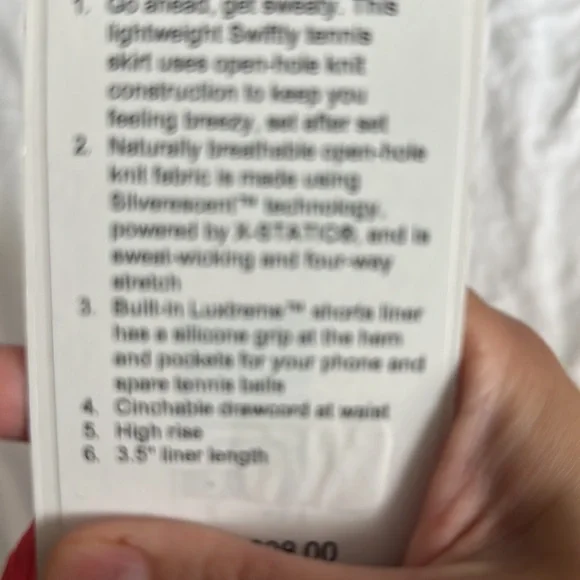 1. Go ahead, get sweaty. This
lightweight Swiftly tennis
skirt uses open-hole knit
construction to keep you
feeling breezy, set after set
2. Naturally breathable open-hole
knit fabric is made using
Silverescent™ technology,
powered by X-STATIC®, and is
sweat-wicking and four-way
stretch
3. Built-in Luxtreme™ shorts liner
has a silicone grip at the hem
and pockets for your phone and
spare tennis balls
4. Cinchable drawcord at waist
5. High rise
6. 3.5" liner length